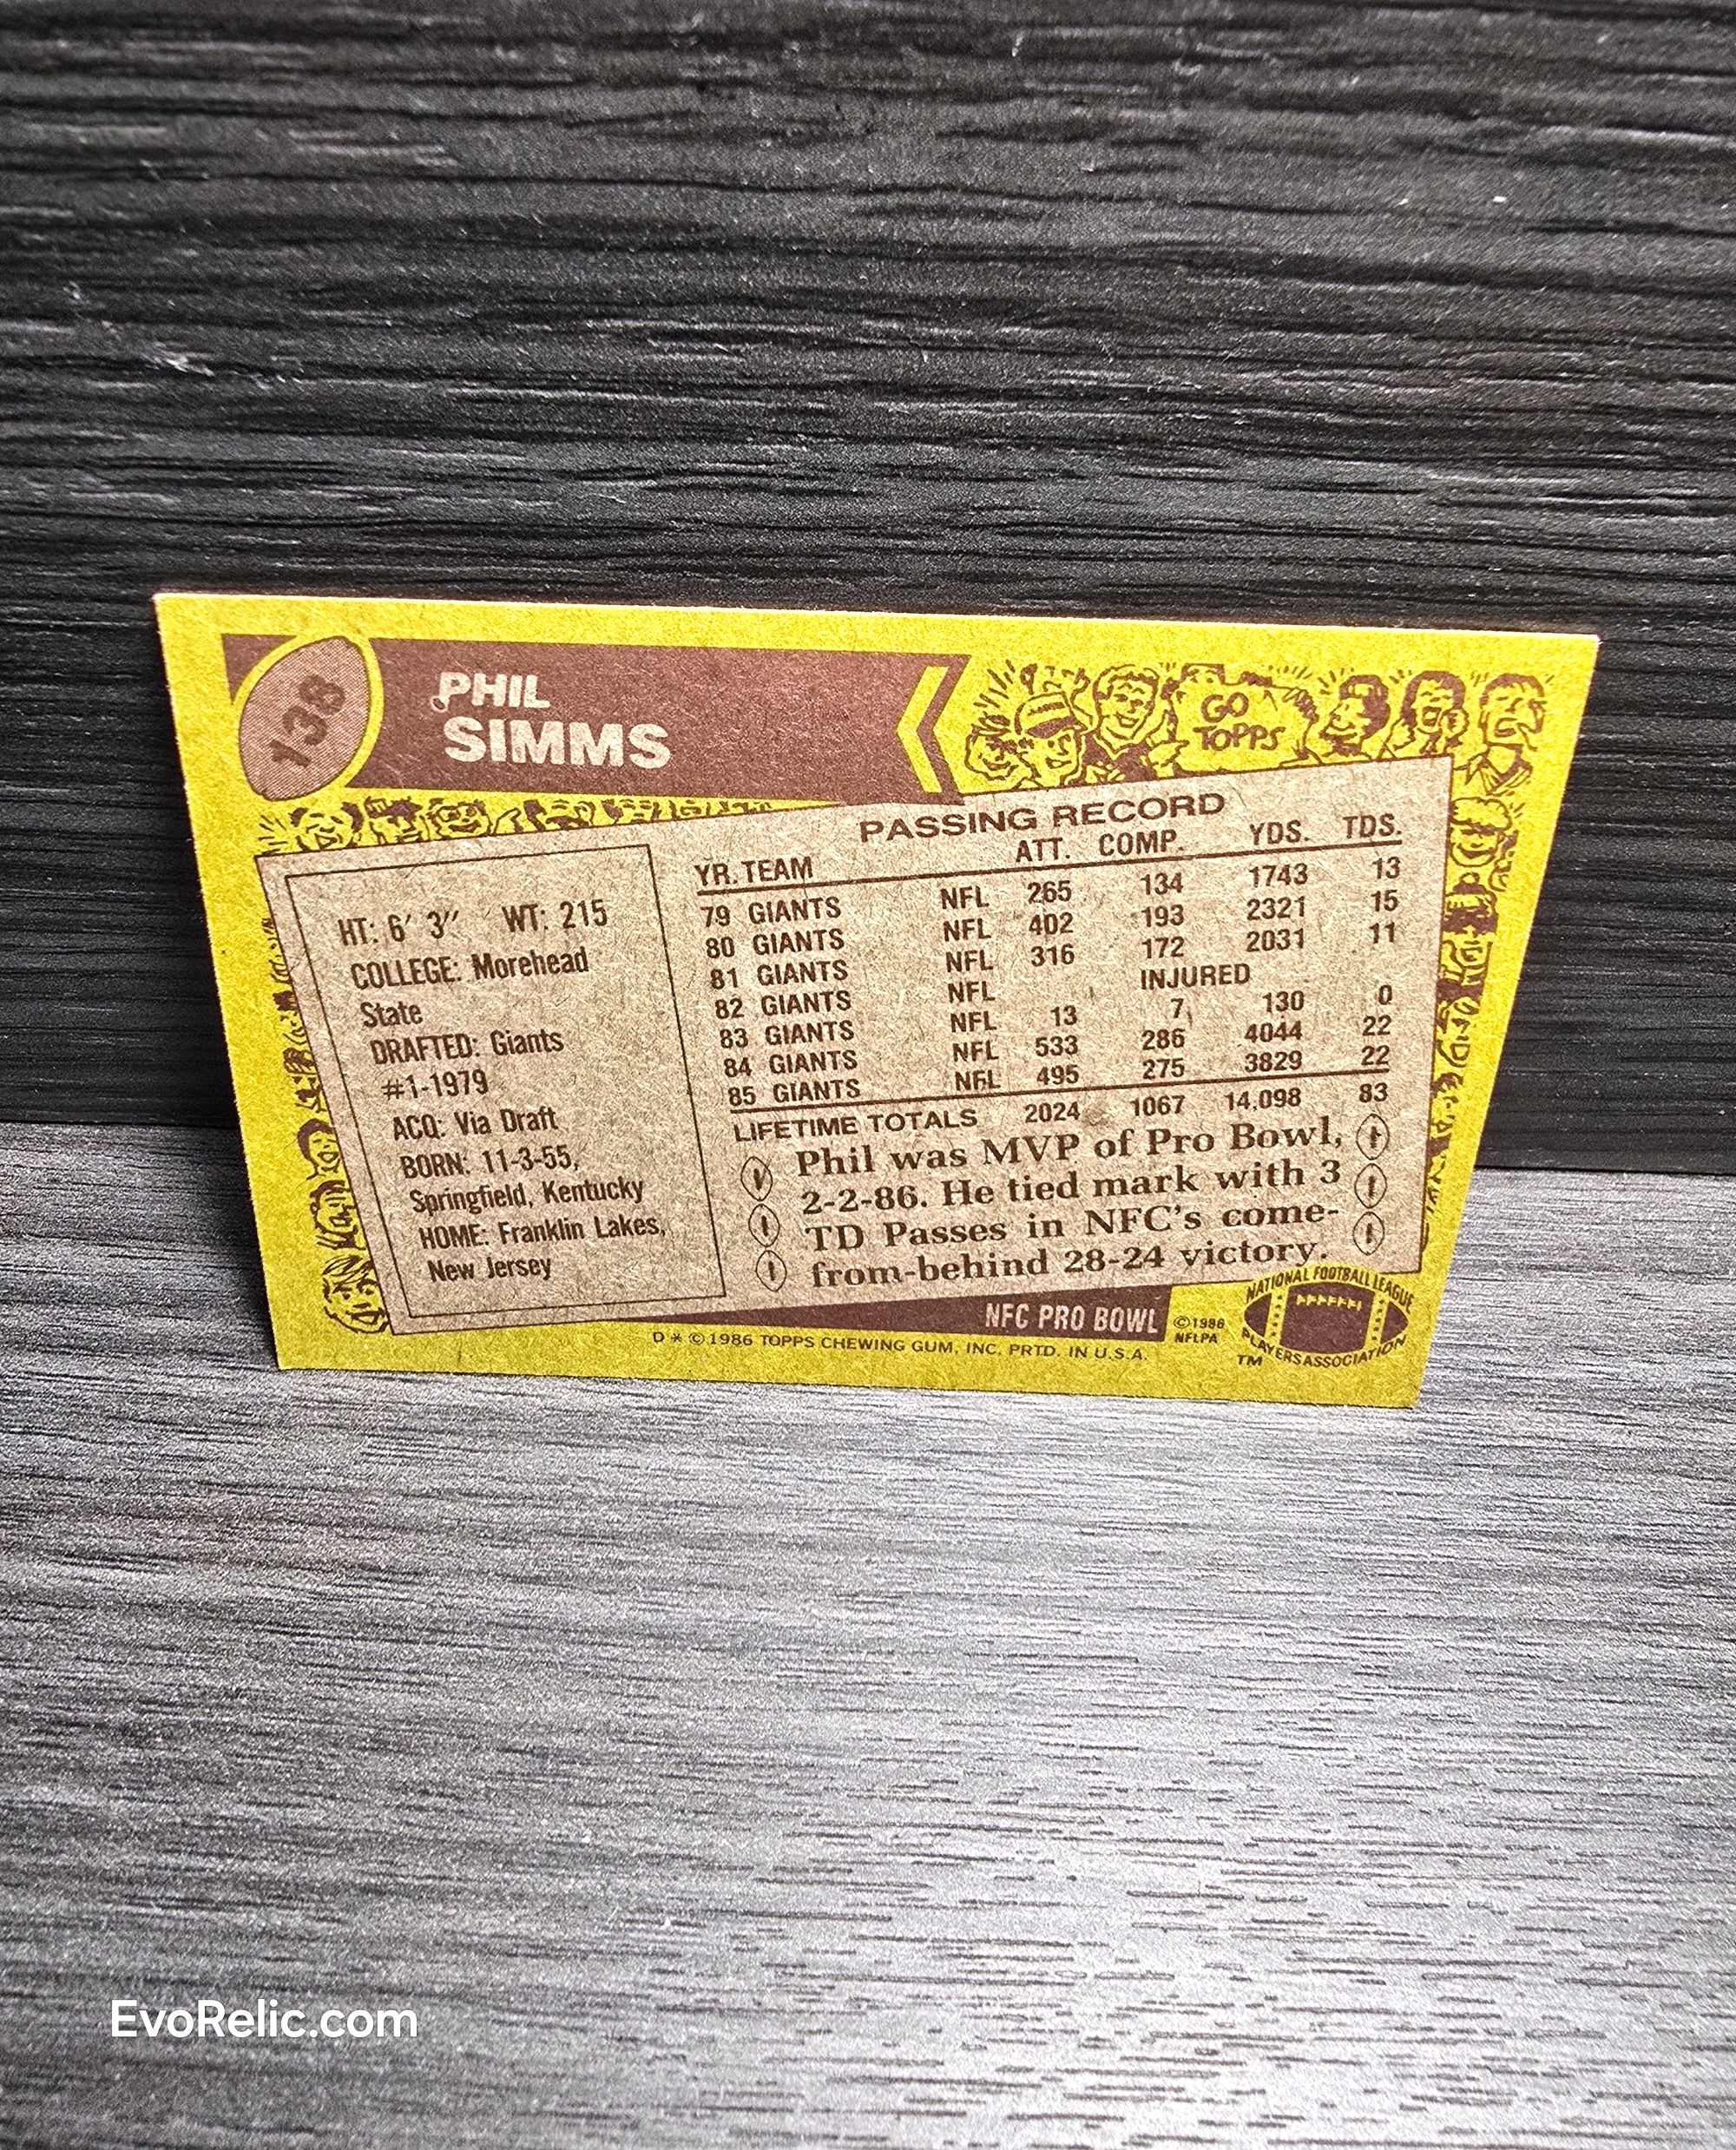 138
PHIL
SIMMS
GO
TOPPS
HT: 6' 3" WT: 215
COLLEGE: Morehead
State
DRAFTED: Giants
#1-1979
ACQ: Via Draft
BORN: 11-3-55,
Springfield, Kentucky
HOME: Franklin Lakes,
New Jersey
PASSING RECORD
YR. TEAM ATT. COMP. YDS. TDS.
79 GIANTS NFL 265 134 1743 13
80 GIANTS NFL 402 193 2321 15
81 GIANTS NFL 316 172 2031 11
82 GIANTS NFL INJURED
83 GIANTS NFL 13 7 130 0
84 GIANTS NFL 533 286 4044 22
85 GIANTS NFL 495 275 3829 22
LIFETIME TOTALS 2024 1067 14,098 83
Phil was MVP of Pro Bowl,
2-2-86. He tied mark with 3
TD Passes in NFC's come-
from-behind 28-24 victory.
NFC PRO BOWL
©1986
NFLPA
NATIONAL FOOTBALL LEAGUE
PLAYERS ASSOCIATION
TM
D * © 1986 TOPPS CHEWING GUM, INC. PRTD. IN U.S.A.
EvoRelic.com